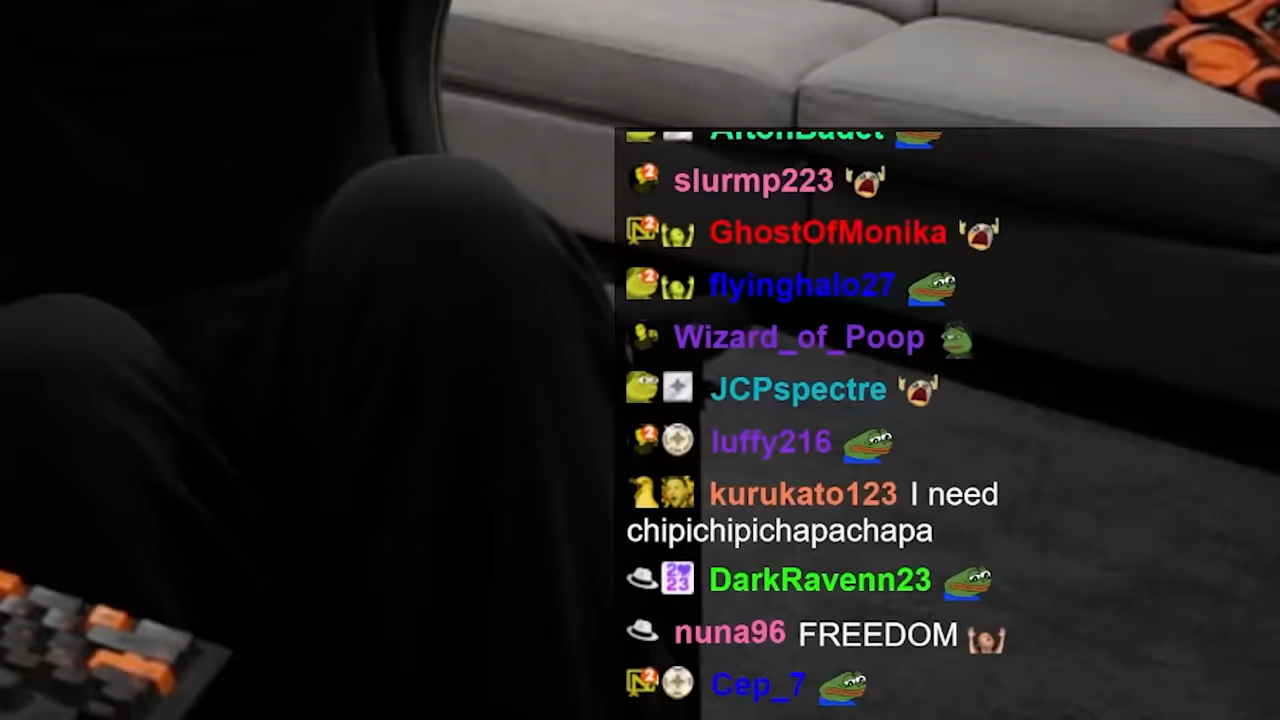 slurmp223
GhostOfMonika
flyinghalo27
Wizard_of_Poop
JCPspectre
luffy216
kurukato123 I need
chipichipichapachapa
DarkRavenn23
nuna96 FREEDOM
Cep_7